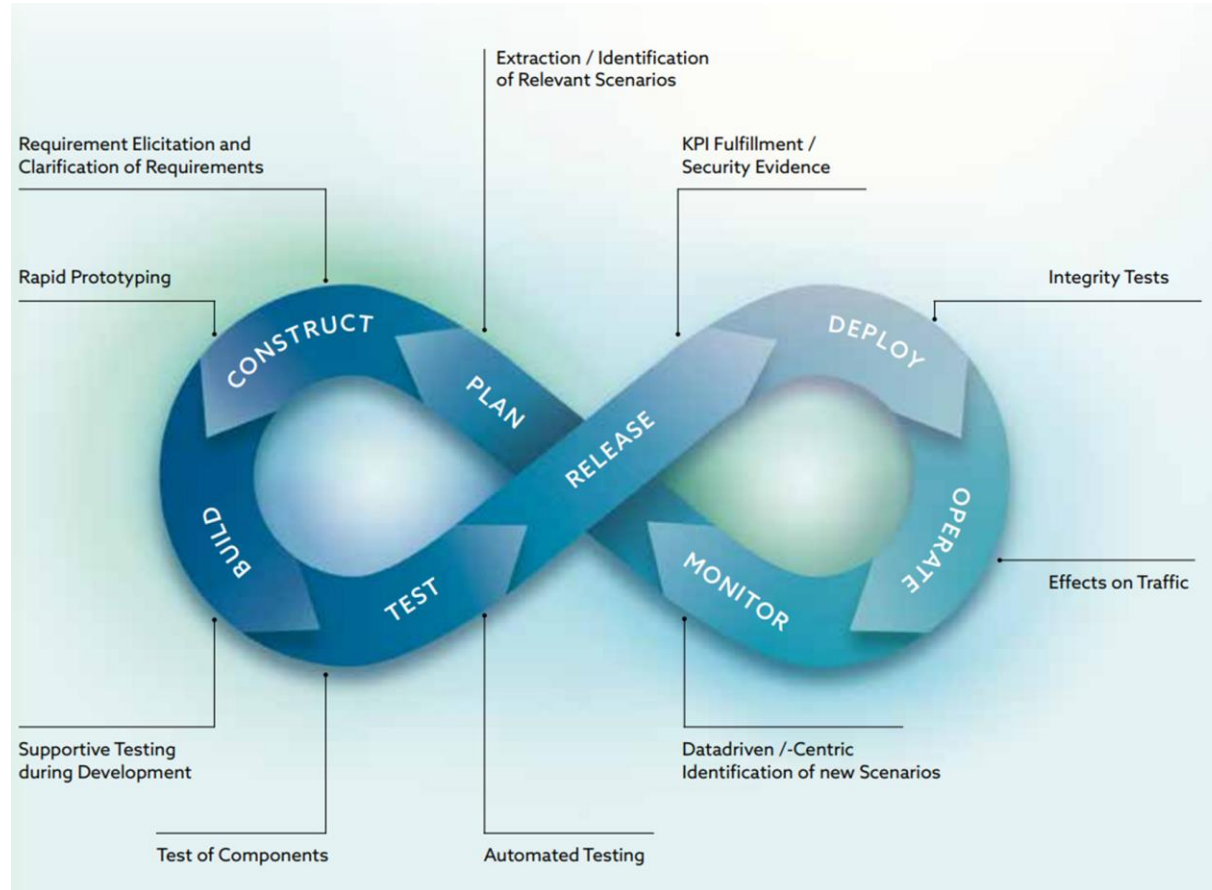 Extraction / Identification
of Relevant Scenarios
Requirement Elicitation and
Clarification of Requirements
KPI Fulfillment /
Security Evidence
Rapid Prototyping
Integrity Tests
CONSTRUCT
PLAN
RELEASE
DEPLOY
BUILD
TEST
MONITOR
OPERATE
Effects on Traffic
Supportive Testing
during Development
Datadriven /-Centric
Identification of new Scenarios
Test of Components
Automated Testing